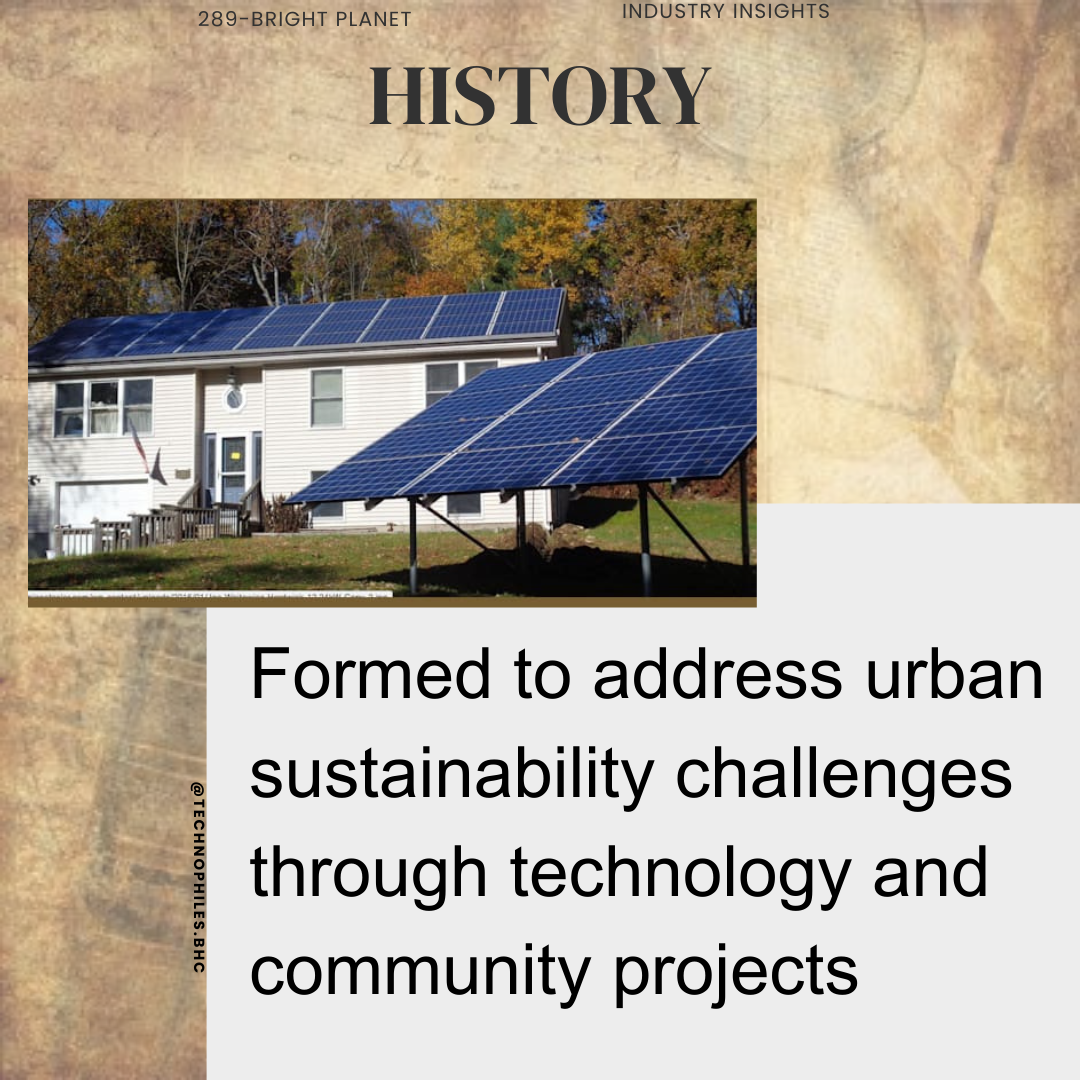 289-BRIGHT PLANET
INDUSTRY INSIGHTS
HISTORY
Formed to address urban
sustainability challenges
through technology and
community projects
@TECHNOPHILES.BHC